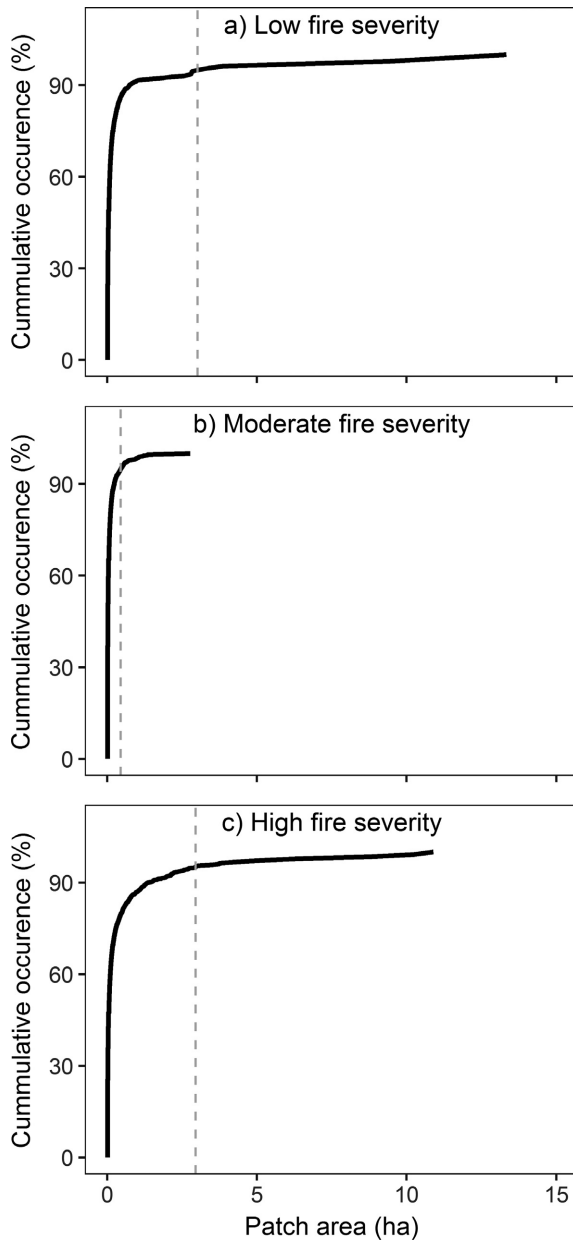 a) Low fire severity
Cummulative occurence (%)
90
60
30
0
b) Moderate fire severity
Cummulative occurence (%)
90
60
30
0
c) High fire severity
Cummulative occurence (%)
90
60
30
0
0 5 10 15
Patch area (ha)